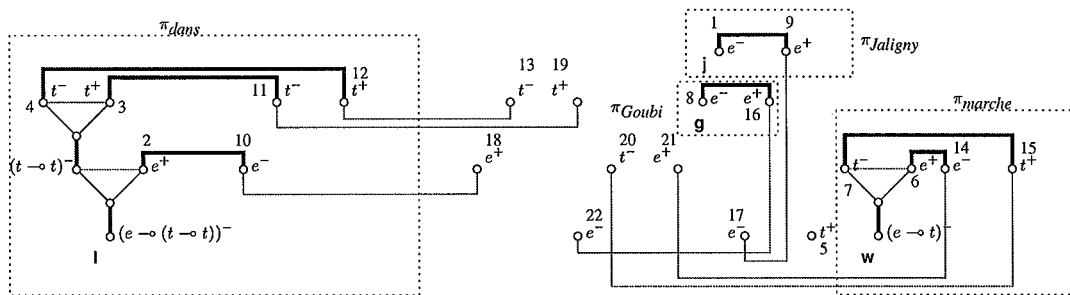 π_dans
1 9
e⁻ e⁺
j
π_Jaligny
12
13 19
t⁻ t⁺
t⁻ t⁺
4 3
11 t⁻ t⁺
π_Goubi
8 e⁻ e⁺
g 16
π_marche
2 10
18
e⁺
20 21
t⁻ e⁺
14 15
(t ⊸ t)⁻ e⁺ e⁻
t⁻ e⁺ e⁻ t⁺
7 6
22 17
e⁻ e⁻ t⁺
5
(e ⊸ (t ⊸ t))⁻
(e ⊸ t)⁻
l
w